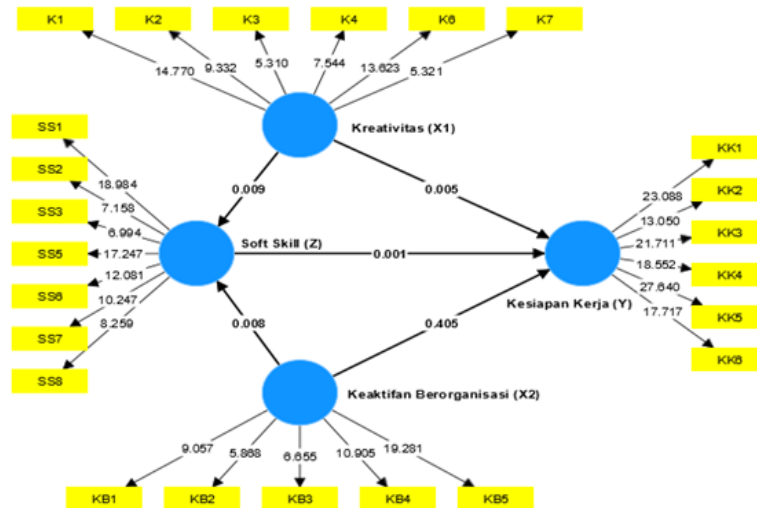 K1 K2 K3 K4 K6 K7
14.770 9.332 5.310 7.544 13.623 5.321
Kreativitas (X1)
SS1
SS2
SS3
SS5
SS6
SS7
SS8
18.984
7.158
6.994
17.247
12.081
10.247
8.259
Soft Skill (Z)
0.009
0.005
0.001
0.008
0.405
KK1
KK2
KK3
KK4
KK5
KK6
23.088
13.050
21.711
18.552
27.640
17.717
Kesiapan Kerja (Y)
Keaktifan Berorganisasi (X2)
9.057 5.868 6.655 10.905 19.281
KB1 KB2 KB3 KB4 KB5